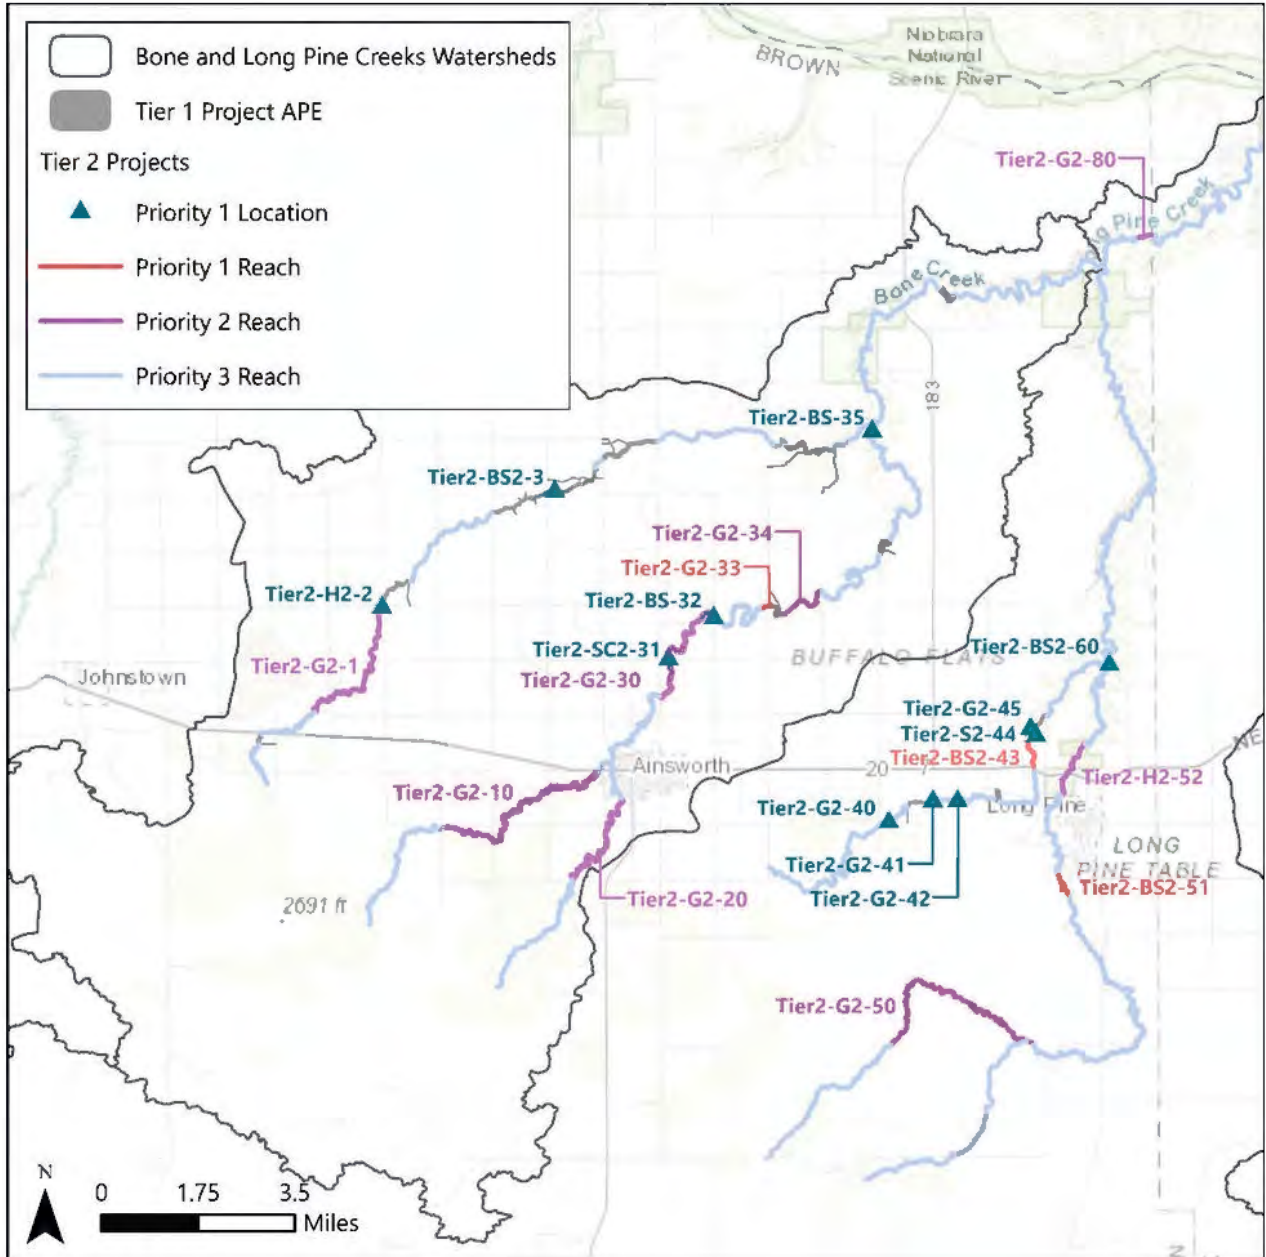 Bone and Long Pine Creeks Watersheds
Tier 1 Project APE
Tier 2 Projects
Priority 1 Location
Priority 1 Reach
Priority 2 Reach
Priority 3 Reach
Niobrara
National
Scenic River
BROWN
Tier2-G2-80
Long Pine Creek
Bone Creek
183
Tier2-BS-35
Tier2-BS2-3
Tier2-G2-34
Tier2-G2-33
Tier2-H2-2
Tier2-BS-32
Tier2-SC2-31
Tier2-BS2-60
BUFFALO FLATS
Tier2-G2-1
Tier2-G2-30
Johnstown
Tier2-G2-45
Tier2-S2-44
NE
Tier2-BS2-43
Ainsworth
20
7
Tier2-H2-52
Tier2-G2-10
Tier2-G2-40
Long Pine
LONG
PINE TABLE
Tier2-G2-41
Tier2-BS2-51
Tier2-G2-42
Tier2-G2-20
2691 ft
Tier2-G2-50
N
0 1.75 3.5
Miles
N